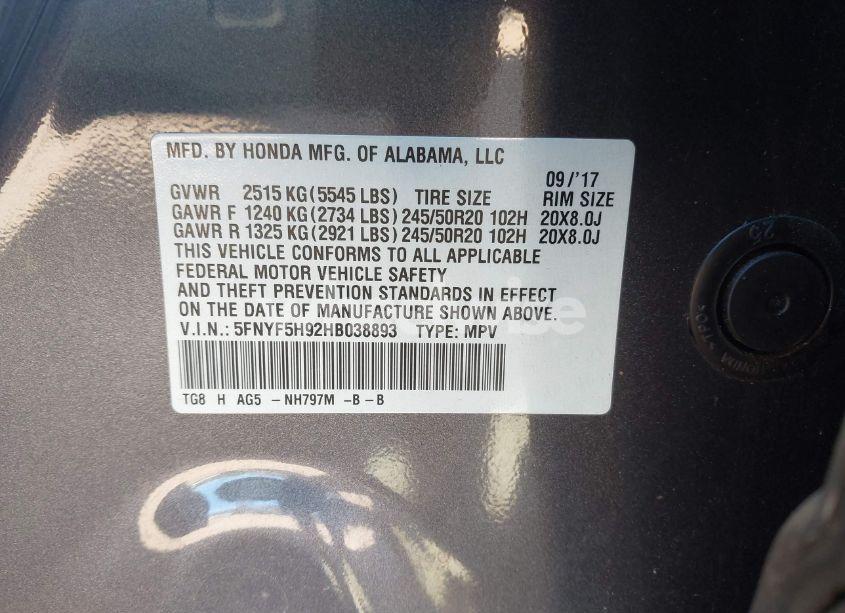 MFD. BY HONDA MFG. OF ALABAMA, LLC
09/'17
GVWR 2515 KG (5545 LBS) TIRE SIZE RIM SIZE
GAWR F 1240 KG (2734 LBS) 245/50R20 102H 20X8.0J
GAWR R 1325 KG (2921 LBS) 245/50R20 102H 20X8.0J
THIS VEHICLE CONFORMS TO ALL APPLICABLE
FEDERAL MOTOR VEHICLE SAFETY
AND THEFT PREVENTION STANDARDS IN EFFECT
ON THE DATE OF MANUFACTURE SHOWN ABOVE.
V.I.N.: 5FNYF5H92HB038893 TYPE: MPV
TG8 H AG5 -NH797M -B-B
25
HONDA